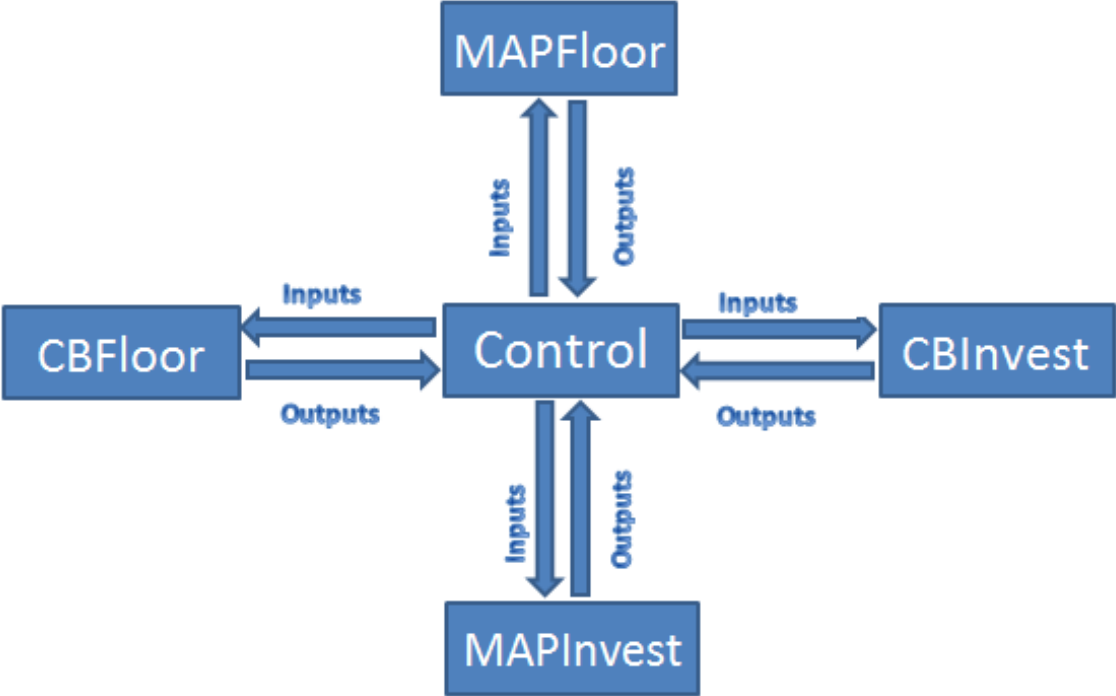 MAPFloor
Inputs
Outputs
Inputs
Inputs
CBFloor
Control
CBInvest
Outputs
Outputs
Inputs
Outputs
MAPInvest